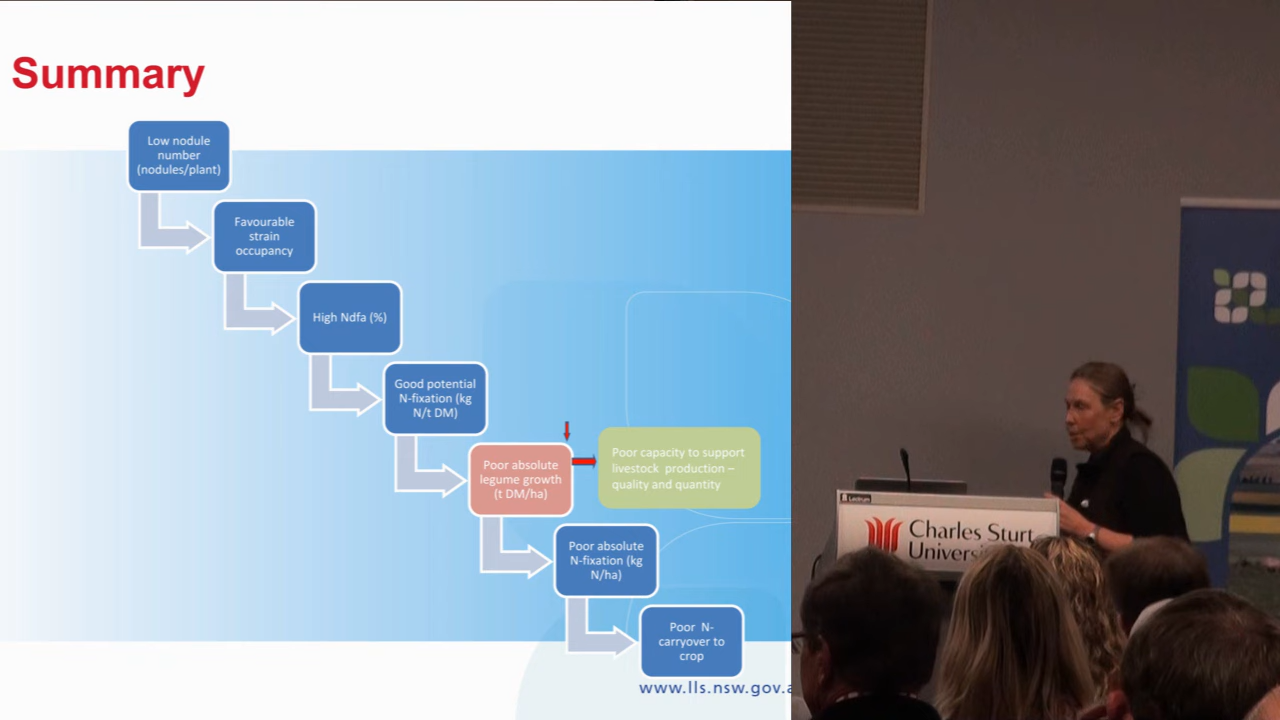 Summary
Low nodule
number
(nodules/plant)
Favourable
strain
occupancy
High Ndfa (%)
Good potential
N-fixation (kg
N/t DM)
Poor absolute
legume growth
(t DM/ha)
Poor capacity to support
livestock production –
quality and quantity
Poor absolute
N-fixation (kg
N/ha)
Poor N-
carryover to
crop
www.lls.nsw.gov.a
Lectrum
Charles Sturt
Univers